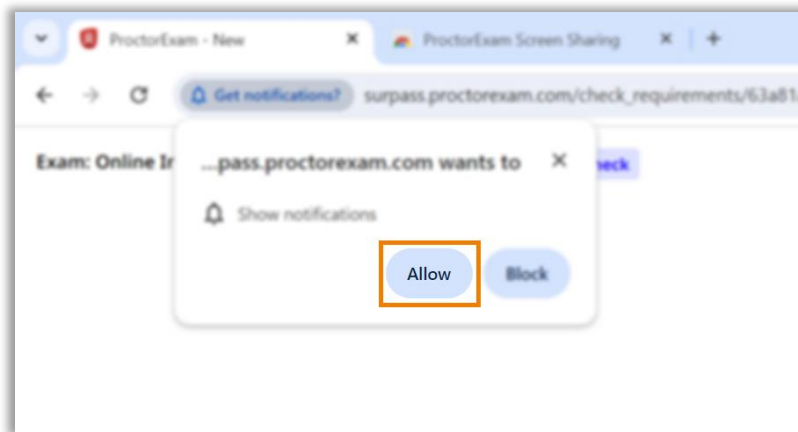 ProctorExam - New
ProctorExam Screen Sharing
Get notifications? surpass.proctorexam.com/check_requirements/63a81
Exam: Online
...pass.proctorexam.com wants to
Show notifications
Allow
Block